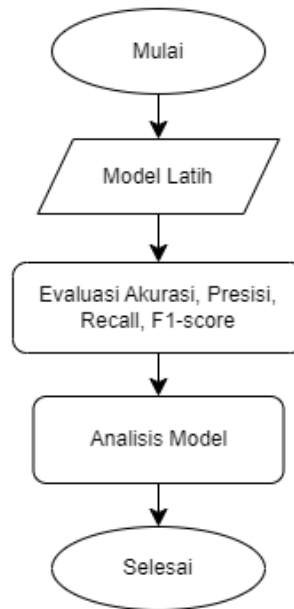 Mulai
Model Latih
Evaluasi Akurasi, Presisi,
Recall, F1-score
Analisis Model
Selesai